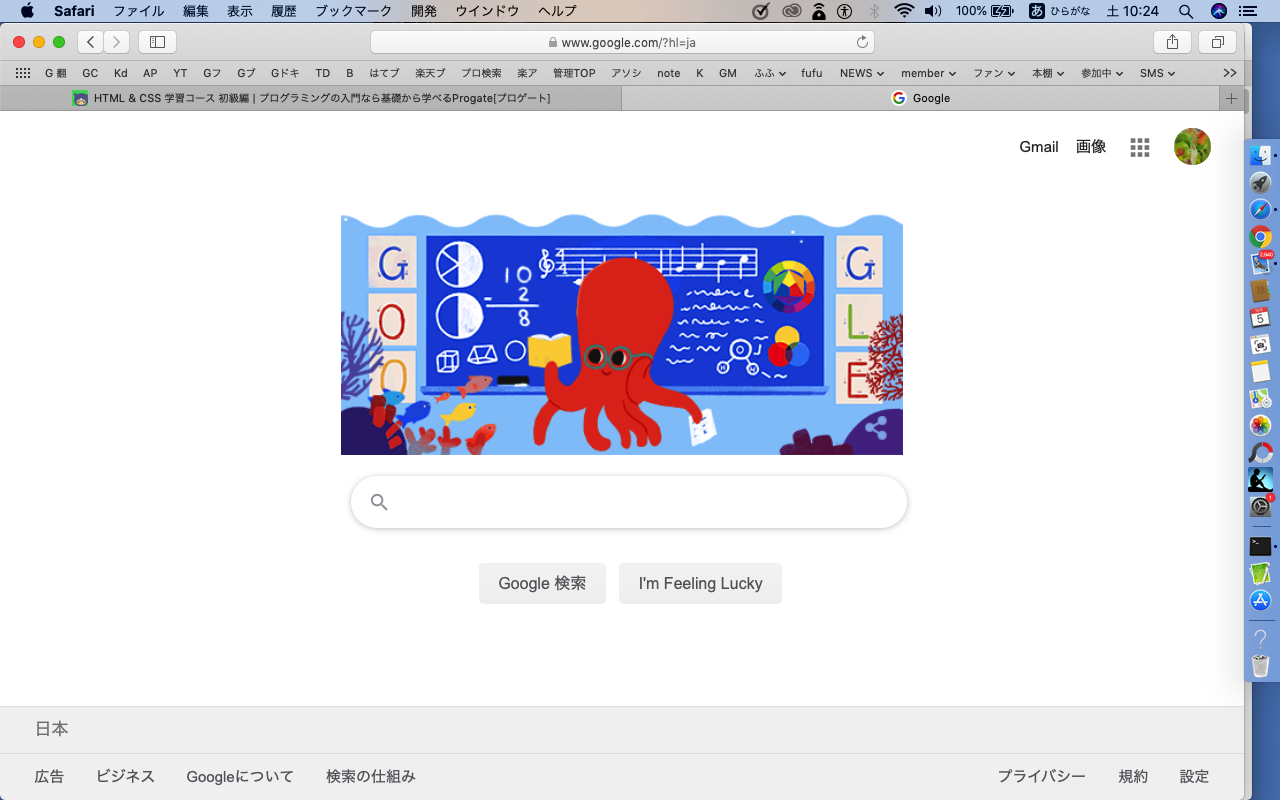 Safari ファイル 編集 表示 履歴 ブックマーク 開発 ウインドウ ヘルプ 100% あ ひらがな 土 10:24
www.google.com/?hl=ja
G 翻 GC Kd AP YT Gフ Gブ Gドキ TD B はてブ 楽天ブ プロ検索 楽ア 管理TOP アソシ note K GM ふふ fufu NEWS member ファン 本棚 参加中 SMS
HTML & CSS 学習コース 初級編 | プログラミングの入門なら基礎から学べるProgate[プロゲート]
Google
Gmail 画像
G
O
O
10
- 2
8
4
4
H
H
G
L
E
2,640
5
1
Google 検索 I'm Feeling Lucky
日本
広告 ビジネス Googleについて 検索の仕組み プライバシー 規約 設定